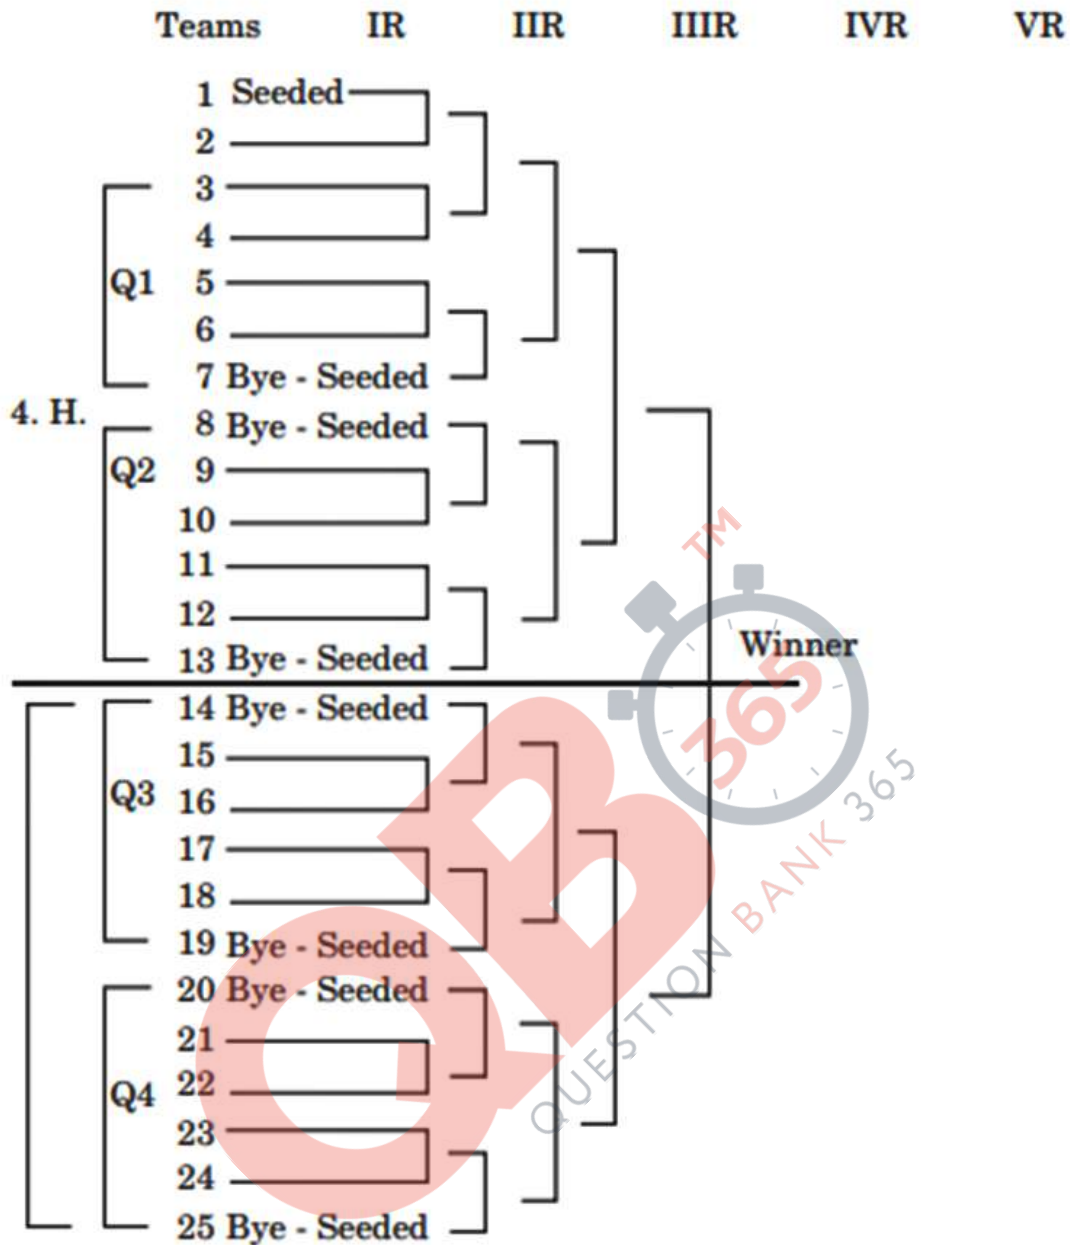 Teams IR IIR IIIR IVR VR
1 Seeded
2
3
4
Q1 5
6
7 Bye - Seeded
4. H.
8 Bye - Seeded
Q2 9
10
11
12
Winner
13 Bye - Seeded
14 Bye - Seeded
15
Q3
16
17
18
19 Bye - Seeded
20 Bye - Seeded
21
22
Q4
23
24
25 Bye - Seeded
QB
365
TM
QUESTION BANK 365